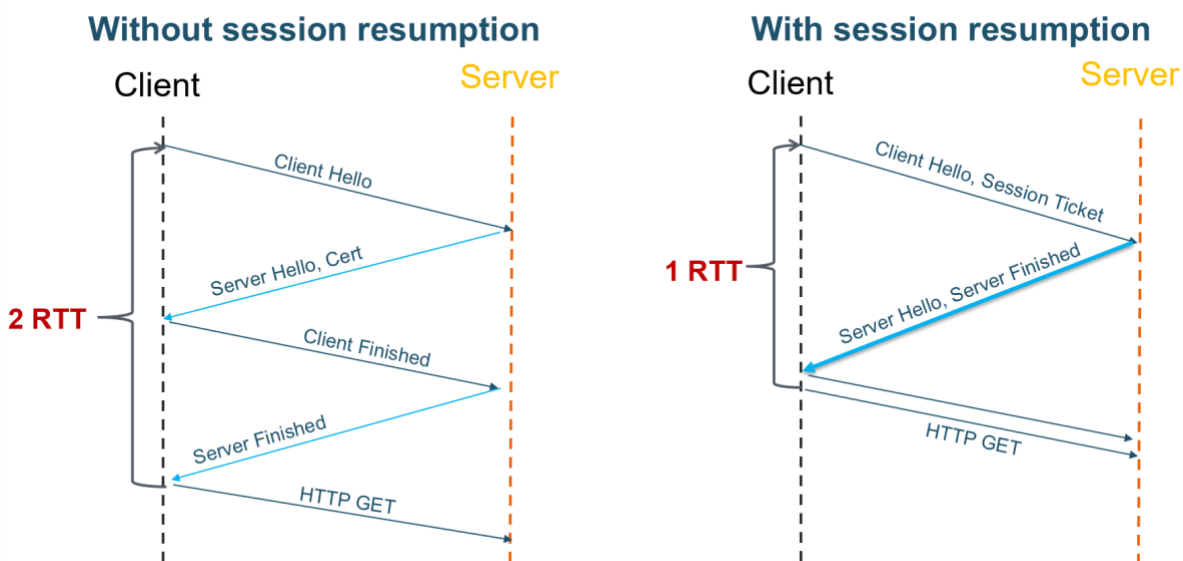 Without session resumption
Client
Server
Client Hello
Server Hello, Cert
2 RTT
Client Finished
Server Finished
HTTP GET
With session resumption
Client
Server
Client Hello, Session Ticket
1 RTT
Server Hello, Server Finished
HTTP GET